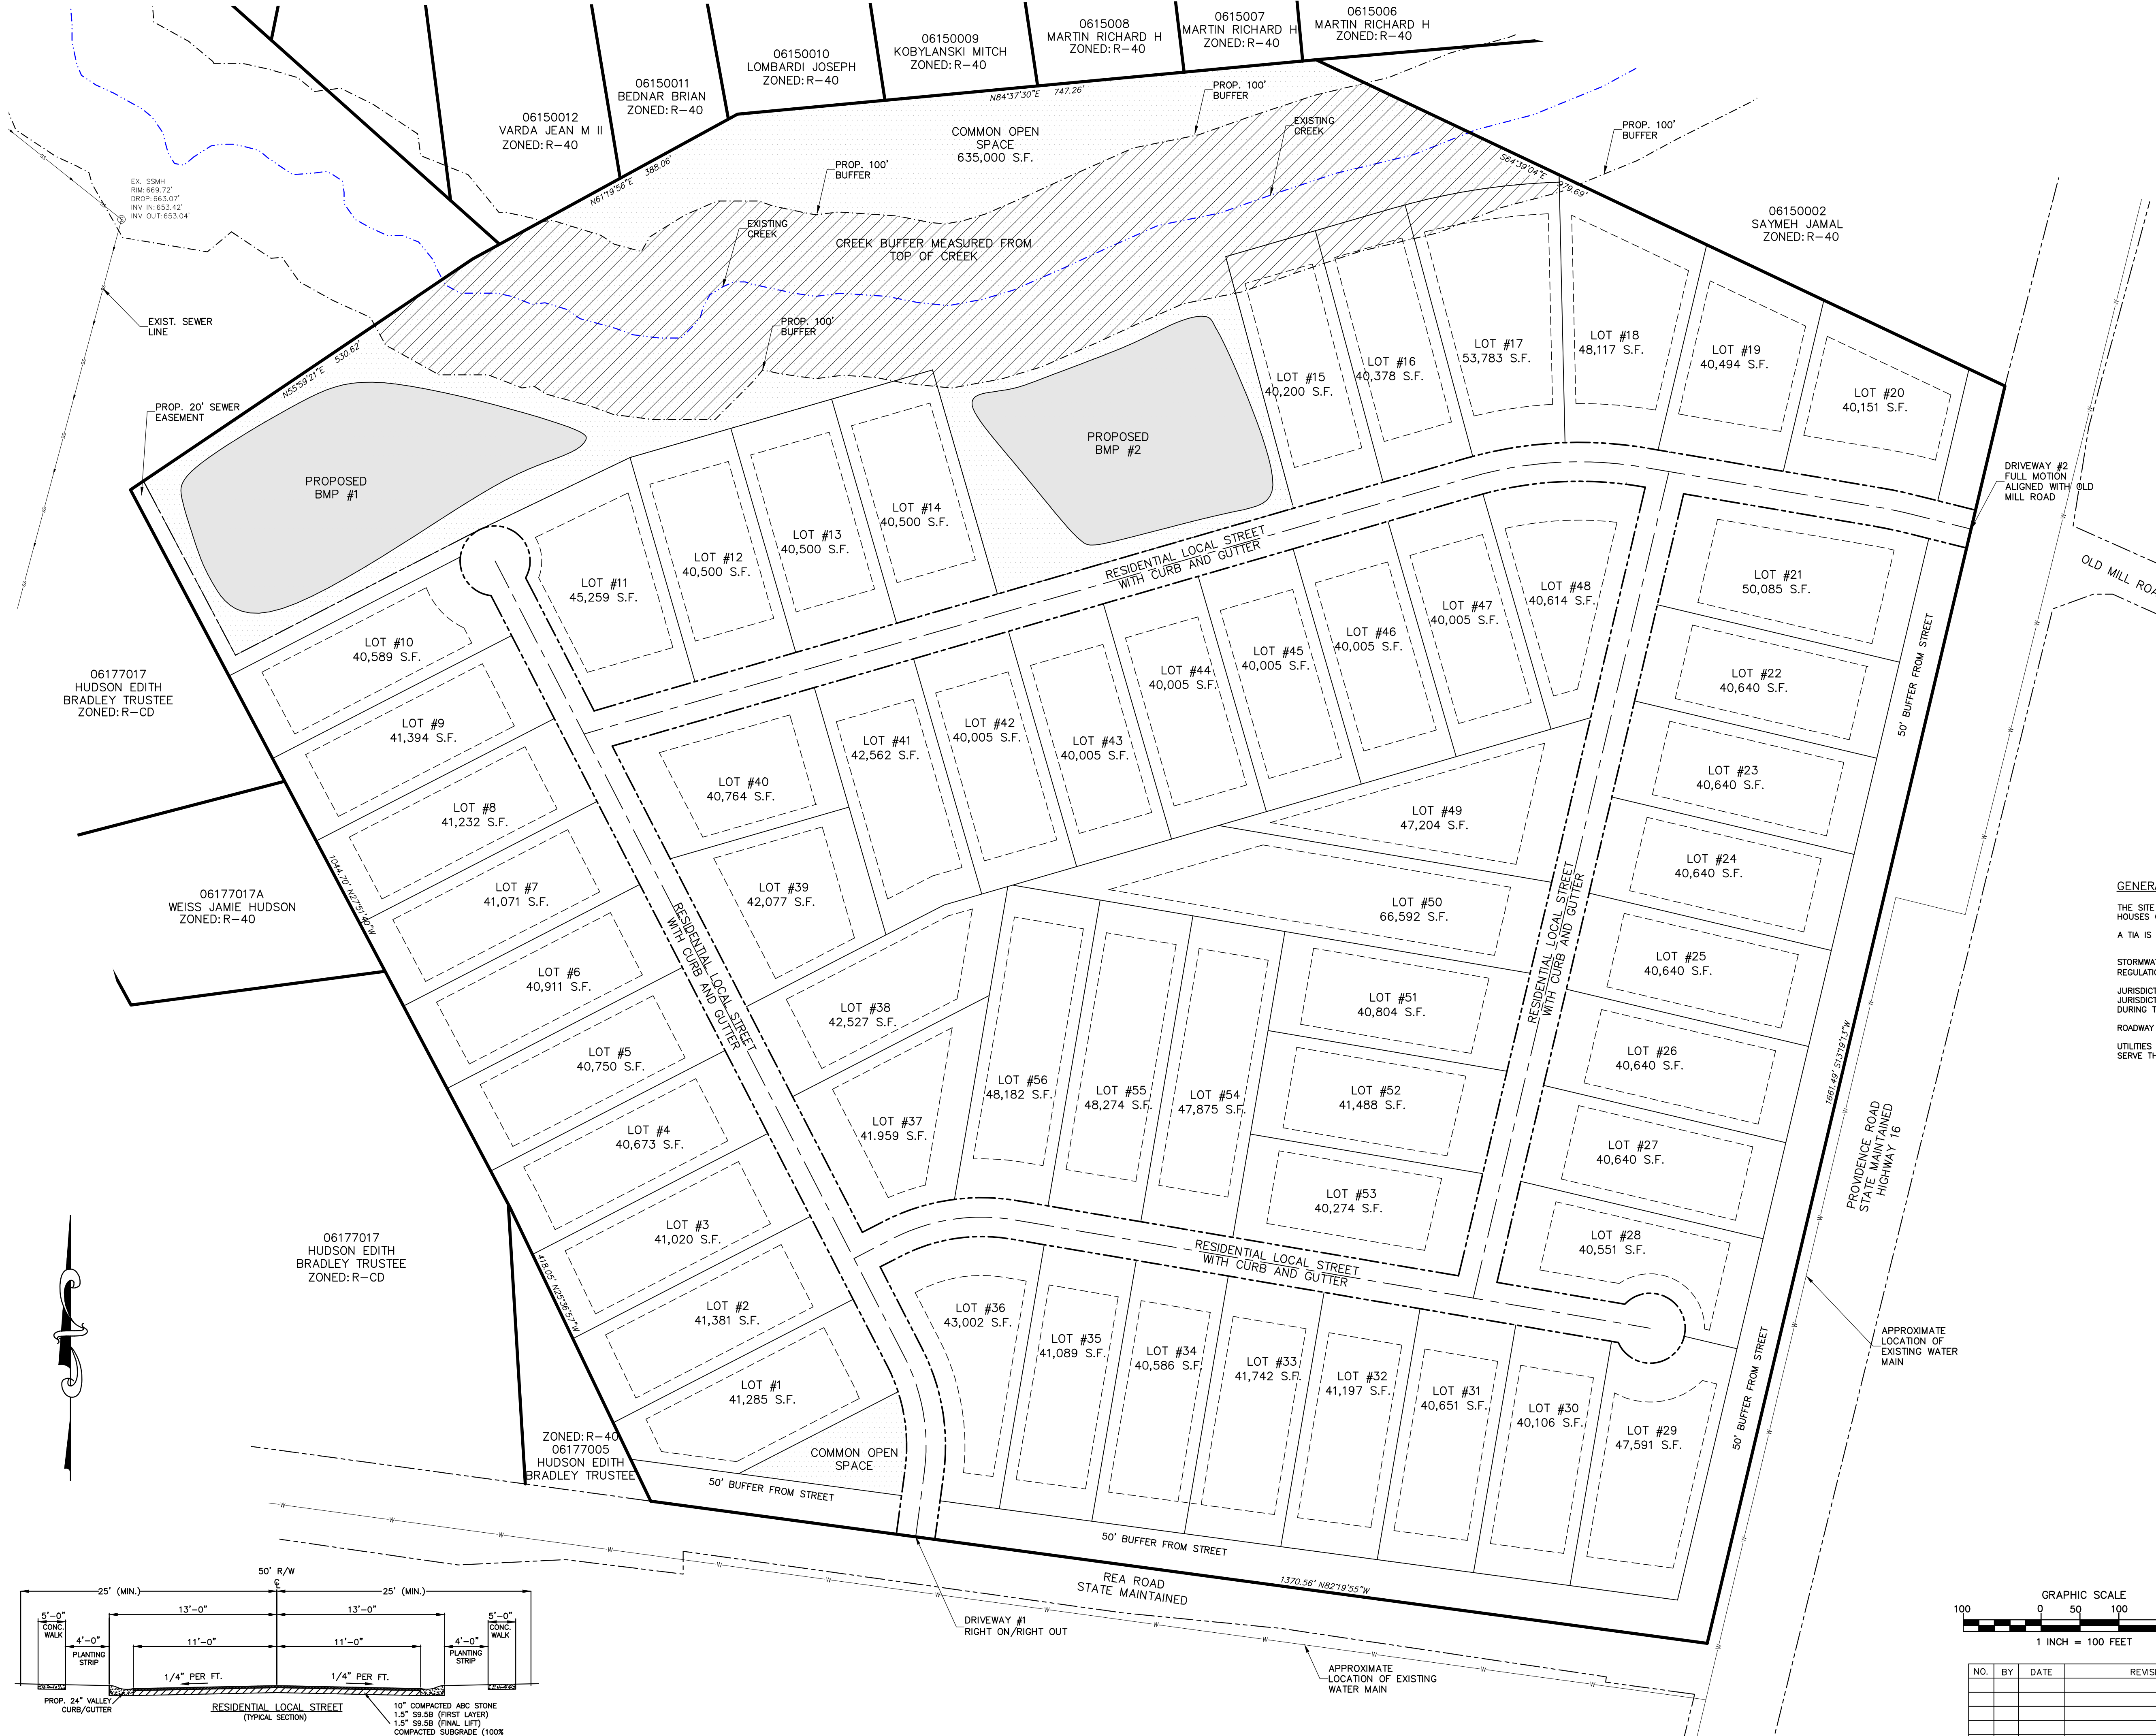 06150012
VARDA JEAN M II
ZONED: R-40
06150011
BEDNAR BRIAN
ZONED: R-40
06150010
LOMBARDI JOSEPH
ZONED: R-40
06150009
KOBYLANSKI MITCH
ZONED: R-40
0615008
MARTIN RICHARD H
ZONED: R-40
0615007
MARTIN RICHARD H
ZONED: R-40
0615006
MARTIN RICHARD H
ZONED: R-40
N84°37'30"E 747.26'
N61°19'56"E 388.06'
COMMON OPEN
SPACE
635,000 S.F.
PROP. 100'
BUFFER
EXISTING
CREEK
PROP. 100'
BUFFER
PROP. 100'
BUFFER
EXISTING
CREEK
CREEK BUFFER MEASURED FROM
TOP OF CREEK
PROP. 100'
BUFFER
06150002
SAYMEH JAMAL
ZONED: R-40
EX. SSMH
RIM: 669.72'
DROP: 663.07'
INV IN: 653.42'
INV OUT: 653.04'
EXIST. SEWER
LINE
N55°59'21"E 530.62'
PROP. 20' SEWER
EASEMENT
PROPOSED
BMP #1
PROPOSED
BMP #2
LOT #15
40,200 S.F.
LOT #16
40,378 S.F.
LOT #17
53,783 S.F.
LOT #18
48,117 S.F.
LOT #19
40,494 S.F.
LOT #20
40,151 S.F.
DRIVEWAY #2
FULL MOTION
ALIGNED WITH OLD
MILL ROAD
LOT #11
45,259 S.F.
LOT #12
40,500 S.F.
LOT #13
40,500 S.F.
LOT #14
40,500 S.F.
RESIDENTIAL LOCAL STREET
WITH CURB AND GUTTER
LOT #21
50,085 S.F.
LOT #22
40,640 S.F.
LOT #23
40,640 S.F.
LOT #24
40,640 S.F.
LOT #25
40,640 S.F.
LOT #26
40,640 S.F.
LOT #27
40,640 S.F.
LOT #28
40,551 S.F.
50' BUFFER FROM STREET
06177017
HUDSON EDITH
BRADLEY TRUSTEE
ZONED: R-CD
06177017A
WEISS JAMIE HUDSON
ZONED: R-40
LOT #10
40,589 S.F.
LOT #9
41,394 S.F.
LOT #8
41,232 S.F.
LOT #7
41,071 S.F.
LOT #6
40,911 S.F.
LOT #5
40,750 S.F.
LOT #4
40,673 S.F.
LOT #3
41,020 S.F.
LOT #2
41,381 S.F.
LOT #1
41,285 S.F.
1044.70' N27°51'40"W
418.05' N25°36'57"W
RESIDENTIAL LOCAL STREET
WITH CURB AND GUTTER
LOT #40
40,764 S.F.
LOT #41
42,562 S.F.
LOT #42
40,005 S.F.
LOT #43
40,005 S.F.
LOT #44
40,005 S.F.
LOT #45
40,005 S.F.
LOT #46
40,005 S.F.
LOT #47
40,005 S.F.
LOT #48
40,614 S.F.
LOT #49
47,204 S.F.
LOT #50
66,592 S.F.
LOT #39
42,077 S.F.
LOT #38
42,527 S.F.
LOT #37
41.959 S.F.
LOT #56
48,182 S.F.
LOT #55
48,274 S.F.
LOT #54
47,875 S.F.
LOT #51
40,804 S.F.
LOT #52
41,488 S.F.
LOT #53
40,274 S.F.
RESIDENTIAL LOCAL STREET
WITH CURB AND GUTTER
RESIDENTIAL LOCAL STREET
WITH CURB AND GUTTER
LOT #36
43,002 S.F.
LOT #35
41,089 S.F.
LOT #34
40,586 S.F.
LOT #33
41,742 S.F.
LOT #32
41,197 S.F.
LOT #31
40,651 S.F.
LOT #30
40,106 S.F.
LOT #29
47,591 S.F.
50' BUFFER FROM STREET
1661.49' S13°19'13"W
PROVIDENCE ROAD
STATE MAINTAINED
HIGHWAY 16
APPROXIMATE
LOCATION OF
EXISTING WATER
MAIN
06177017
HUDSON EDITH
BRADLEY TRUSTEE
ZONED: R-CD
ZONED: R-40
06177005
HUDSON EDITH
BRADLEY TRUSTEE
COMMON OPEN
SPACE
50' BUFFER FROM STREET
50' BUFFER FROM STREET
REA ROAD
STATE MAINTAINED
1370.56' N82°19'55"W
DRIVEWAY #1
RIGHT ON/RIGHT OUT
APPROXIMATE
LOCATION OF EXISTING
WATER MAIN
GENERA
THE SITE
HOUSES
A TIA IS
STORMWAT
REGULATIO
JURISDICT
JURISDICT
DURING T
ROADWAY
UTILITIES
SERVE TH
50' R/W
25' (MIN.) 25' (MIN.)
13'-0" 13'-0"
5'-0" 5'-0"
CONC. WALK CONC. WALK
4'-0" 11'-0" 11'-0" 4'-0"
PLANTING STRIP PLANTING STRIP
1/4" PER FT. 1/4" PER FT.
PROP. 24" VALLEY
CURB/GUTTER
RESIDENTIAL LOCAL STREET
(TYPICAL SECTION)
10" COMPACTED ABC STONE
1.5" S9.5B (FIRST LAYER)
1.5" S9.5B (FINAL LIFT)
COMPACTED SUBGRADE (100%
GRAPHIC SCALE
100 0 50 100
1 INCH = 100 FEET
NO. BY DATE REVIS